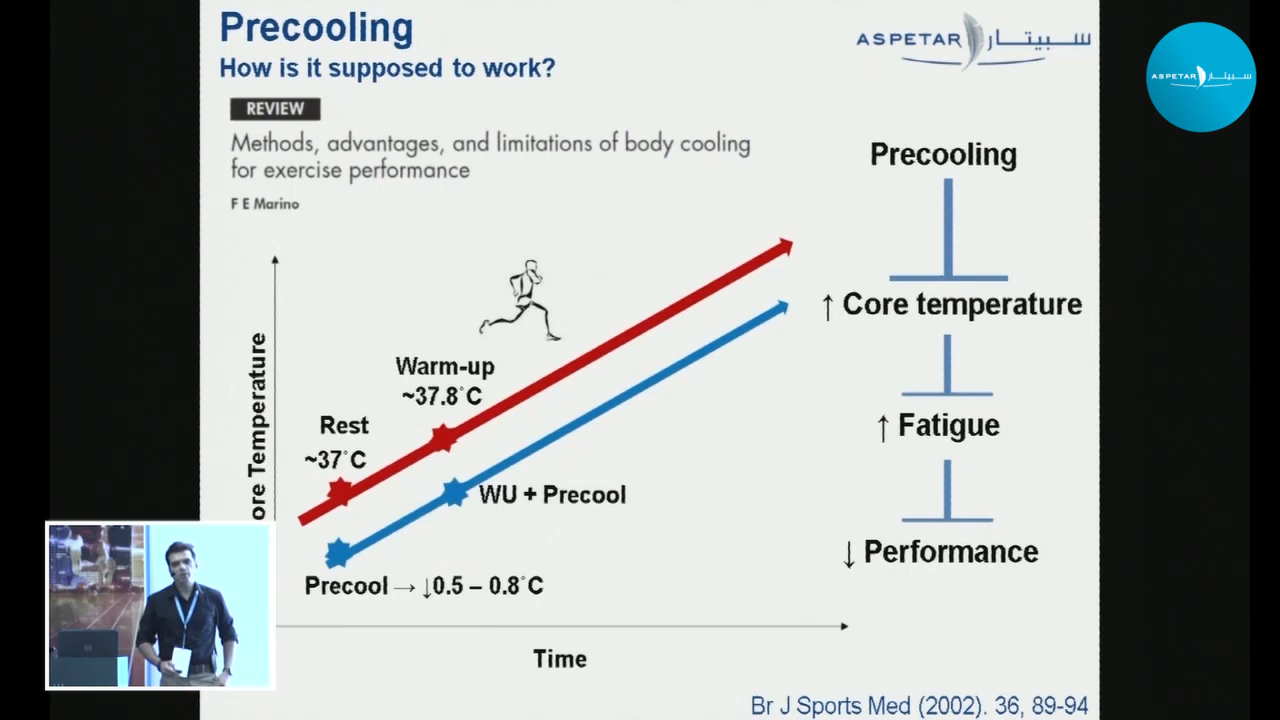 Precooling
How is it supposed to work?
ASPETAR سبيتار
ASPETAR سبيتار
REVIEW
Methods, advantages, and limitations of body cooling
for exercise performance
F E Marino
Precooling
↑ Core temperature
↑ Fatigue
↓ Performance
ore Temperature
Warm-up
~37.8°C
Rest
~37°C
WU + Precool
Precool → ↓0.5 – 0.8°C
Time
Br J Sports Med (2002). 36, 89-94